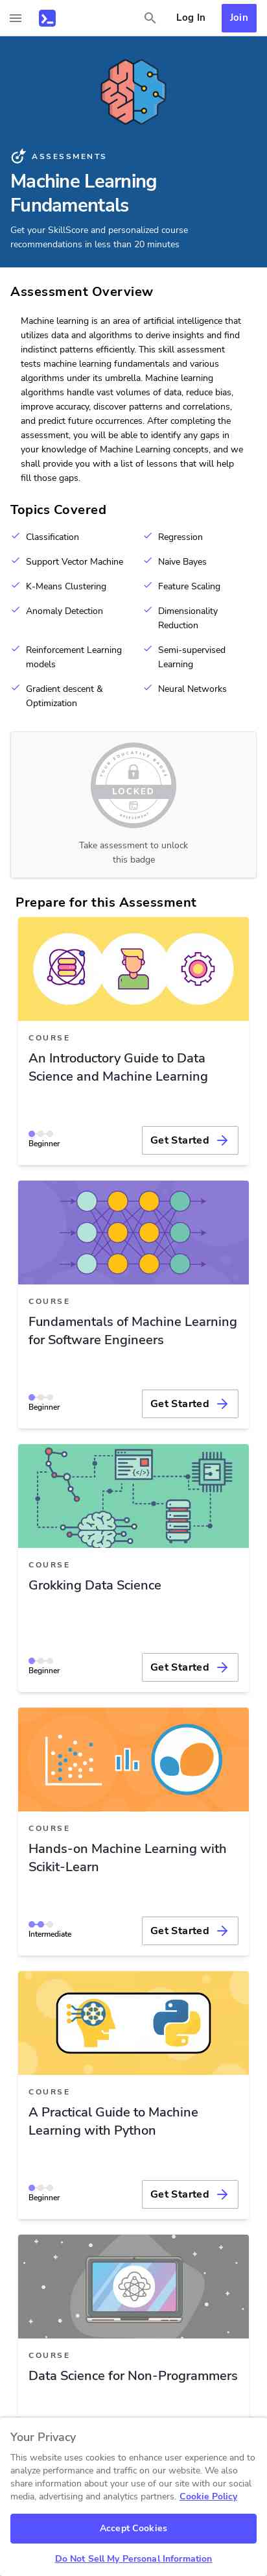 Log In
Join
ASSESSMENTS
Machine Learning
Fundamentals
Get your SkillScore and personalized course
recommendations in less than 20 minutes
Assessment Overview
Machine learning is an area of artificial intelligence that
utilizes data and algorithms to derive insights and find
indistinct patterns efficiently. This skill assessment
tests machine learning fundamentals and various
algorithms under its umbrella. Machine learning
algorithms handle vast volumes of data, reduce bias,
improve accuracy, discover patterns and correlations,
and predict future occurrences. After completing the
assessment, you will be able to identify any gaps in
your knowledge of Machine Learning concepts, and we
shall provide you with a list of lessons that will help
fill those gaps.
Topics Covered
Classification
Regression
Support Vector Machine
Naive Bayes
K-Means Clustering
Feature Scaling
Anomaly Detection
Dimensionality
Reduction
Reinforcement Learning
models
Semi-supervised
Learning
Gradient descent &
Optimization
Neural Networks
YOUR EDUCATIVE BADGE
LOCKED
ASSESSMENT
Take assessment to unlock
this badge
Prepare for this Assessment
COURSE
An Introductory Guide to Data
Science and Machine Learning
Beginner
Get Started
COURSE
Fundamentals of Machine Learning
for Software Engineers
Beginner
Get Started
COURSE
Grokking Data Science
Beginner
Get Started
COURSE
Hands-on Machine Learning with
Scikit-Learn
Intermediate
Get Started
COURSE
A Practical Guide to Machine
Learning with Python
Beginner
Get Started
COURSE
Data Science for Non-Programmers
Your Privacy
This website uses cookies to enhance user experience and to
analyze performance and traffic on our website. We also
share information about your use of our site with our social
media, advertising and analytics partners. Cookie Policy
Accept Cookies
Do Not Sell My Personal Information